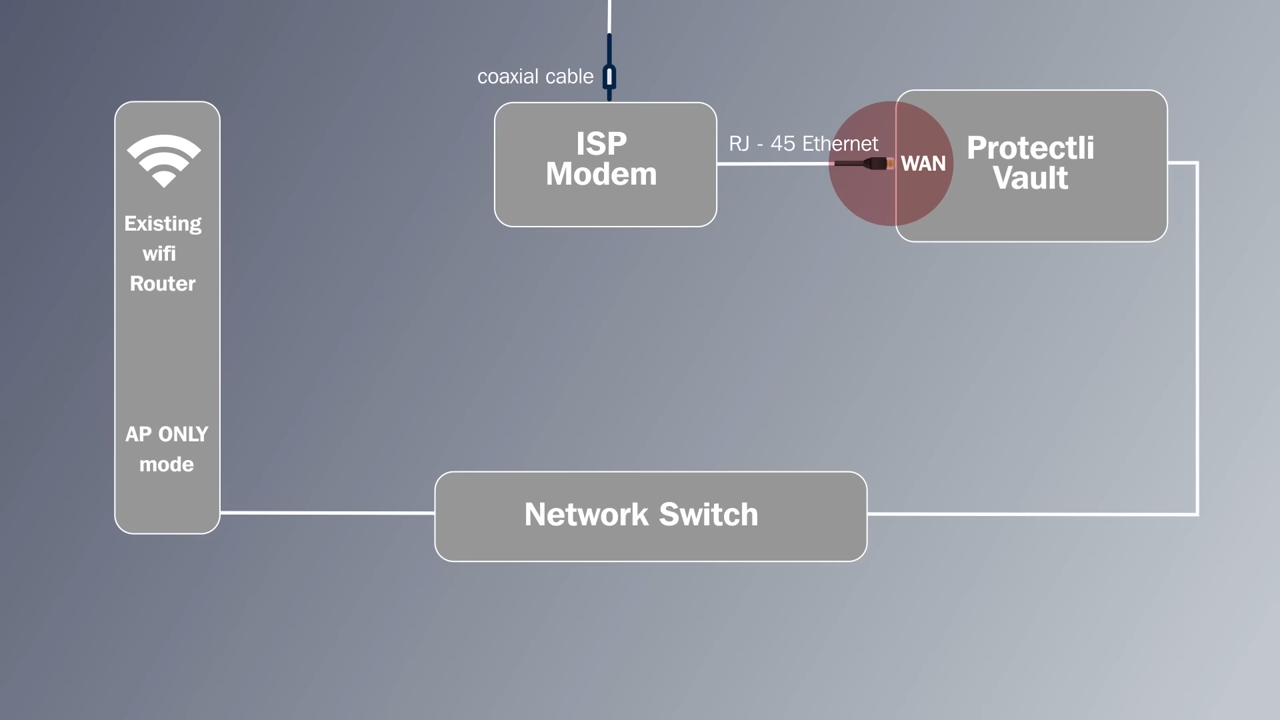 coaxial cable
ISP
Modem
RJ - 45 Ethernet
WAN
Protectli
Vault
Existing
wifi
Router
AP ONLY
mode
Network Switch